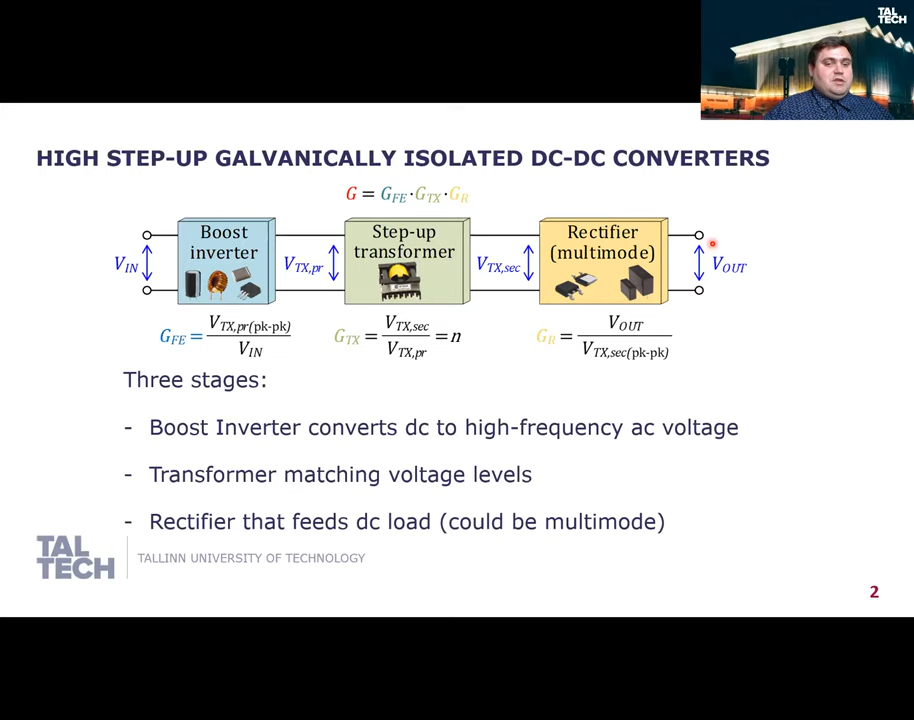 TAL
TECH
HIGH STEP-UP GALVANICALLY ISOLATED DC-DC CONVERTERS
G = G_FE · G_TX · G_R
Boost inverter
Step-up transformer
Rectifier (multimode)
V_IN
V_TX,pr
V_TX,sec
V_OUT
G_FE = V_TX,pr(pk-pk) / V_IN
G_TX = V_TX,sec / V_TX,pr = n
G_R = V_OUT / V_TX,sec(pk-pk)
Three stages:
- Boost Inverter converts dc to high-frequency ac voltage
- Transformer matching voltage levels
- Rectifier that feeds dc load (could be multimode)
TAL
TECH
TALLINN UNIVERSITY OF TECHNOLOGY
2